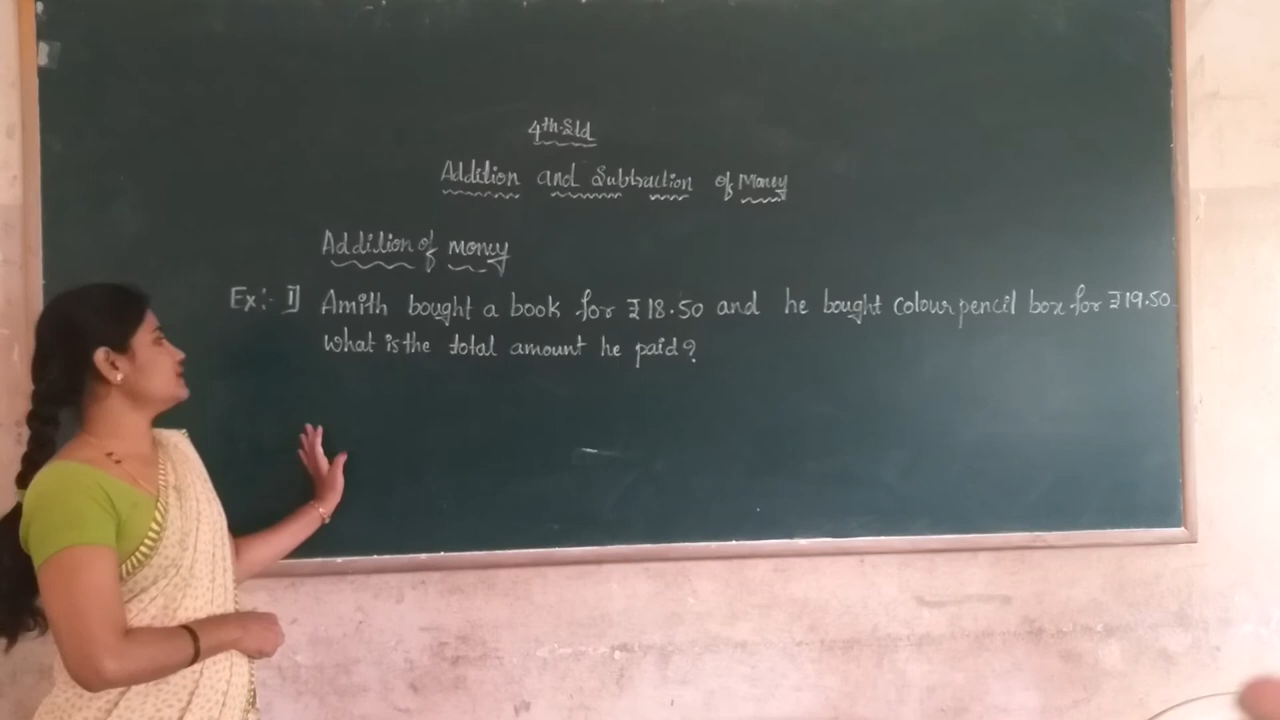 4th Std
Addition and Subtraction of Money
Addition of money
Ex:- 1] Amith bought a book for ₹18.50 and he bought colour pencil box for ₹19.50.
what is the total amount he paid?